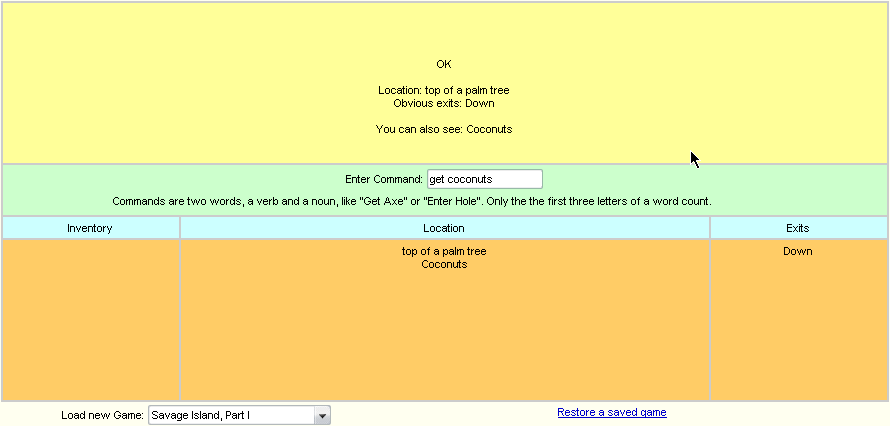 OK
Location: top of a palm tree
Obvious exits: Down
You can also see: Coconuts
Enter Command: get coconuts
Commands are two words, a verb and a noun, like "Get Axe" or "Enter Hole". Only the the first three letters of a word count.
Inventory Location Exits
top of a palm tree Down
Coconuts
Load new Game: Savage Island, Part I Restore a saved game